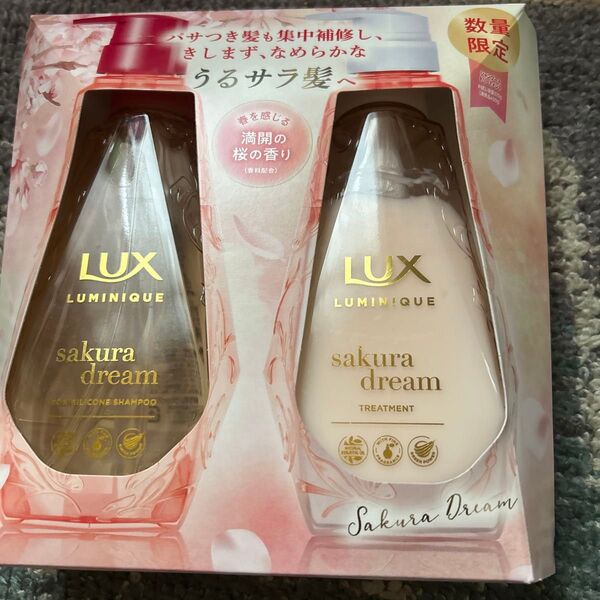 バサつき髪も集中補修し、
きしまず、なめらかな
うるサラ髪へ
数量
限定
春を感じる
満開の
桜の香り
(香料配合)
LUX
LUMINIQUE
sakura
dream
NON SILICONE SHAMPOO
LUX
LUMINIQUE
sakura
dream
TREATMENT
Sakura Dream